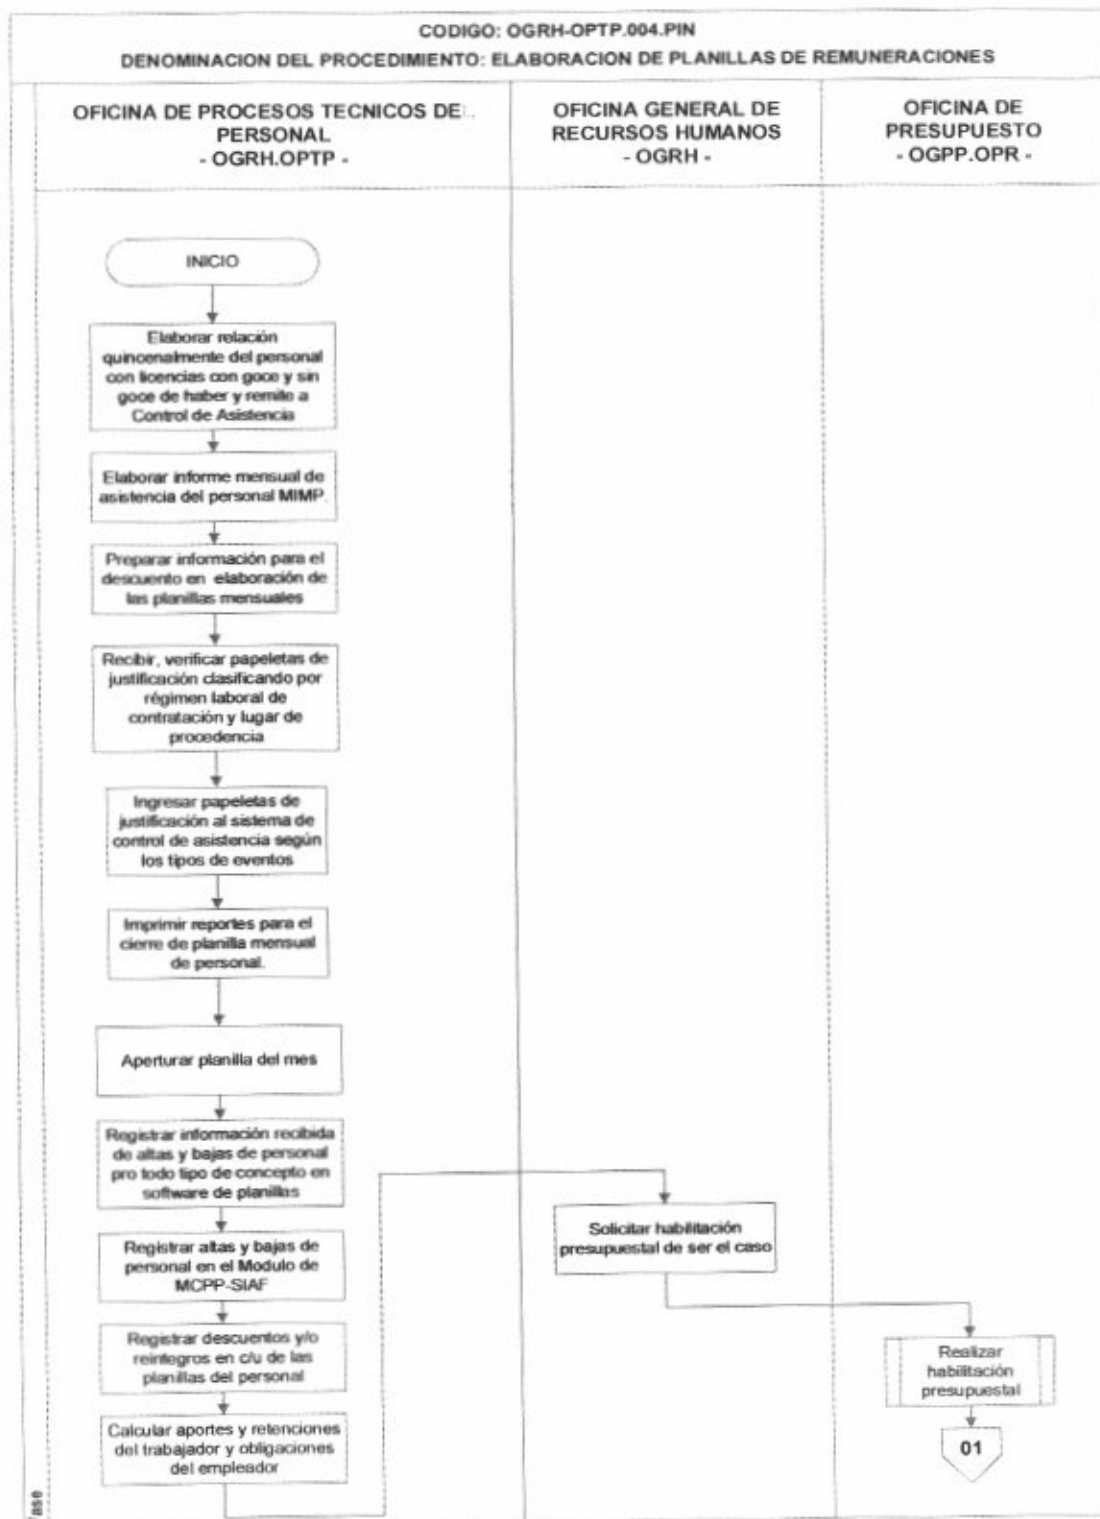 CODIGO: OGRH-OPTP.004.PIN
DENOMINACION DEL PROCEDIMIENTO: ELABORACION DE PLANILLAS DE REMUNERACIONES
OFICINA DE PROCESOS TECNICOS DE
PERSONAL
- OGRH.OPTP -
OFICINA GENERAL DE
RECURSOS HUMANOS
- OGRH -
OFICINA DE
PRESUPUESTO
- OGPP.OPR -
INICIO
Elaborar relación
quincenalmente del personal
con licencias con goce y sin
goce de haber y remite a
Control de Asistencia
Elaborar informe mensual de
asistencia del personal MIMP.
Preparar información para el
descuento en elaboración de
las planillas mensuales
Recibir, verificar papeletas de
justificación clasificando por
régimen laboral de
contratación y lugar de
procedencia
Ingresar papeletas de
justificación al sistema de
control de asistencia según
los tipos de eventos
Imprimir reportes para el
cierre de planilla mensual
de personal.
Aperturar planilla del mes
Registrar información recibida
de altas y bajas de personal
pro todo tipo de concepto en
software de planillas
Registrar altas y bajas de
personal en el Modulo de
MCPP-SIAF
Registrar descuentos y/o
reintegros en c/u de las
planillas del personal
Calcular aportes y retenciones
del trabajador y obligaciones
del empleador
Solicitar habilitación
presupuestal de ser el caso
Realizar
habilitación
presupuestal
01
ase